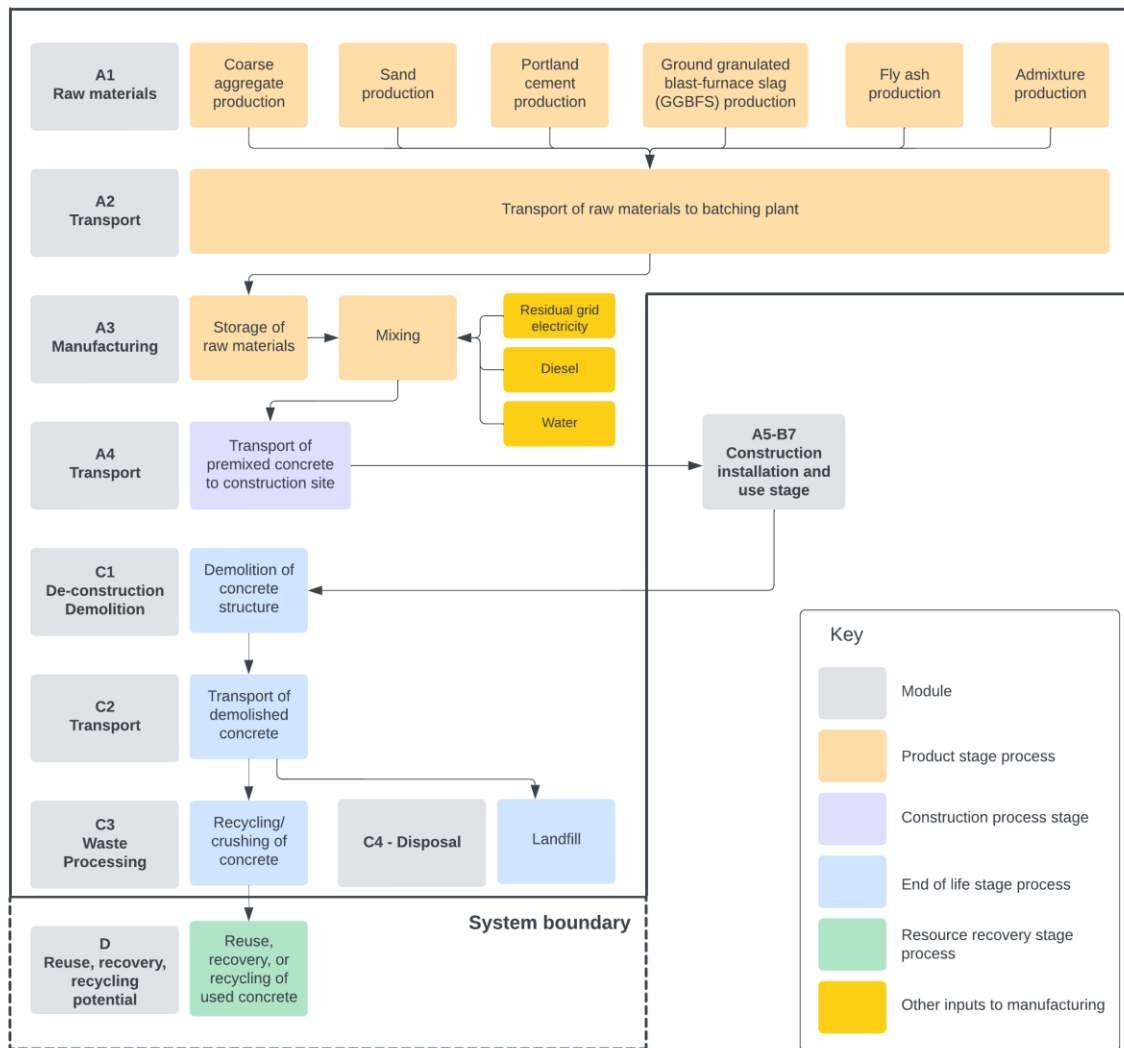 A1
Raw materials
Coarse
aggregate
production
Sand
production
Portland
cement
production
Ground granulated
blast-furnace slag
(GGBFS) production
Fly ash
production
Admixture
production
A2
Transport
Transport of raw materials to batching plant
A3
Manufacturing
Storage of
raw materials
Mixing
Residual grid
electricity
Diesel
Water
A4
Transport
Transport of
premixed concrete
to construction site
A5-B7
Construction
installation and
use stage
C1
De-construction
Demolition
Demolition of
concrete
structure
C2
Transport
Transport of
demolished
concrete
C3
Waste
Processing
Recycling/
crushing of
concrete
C4 - Disposal
Landfill
System boundary
D
Reuse, recovery,
recycling
potential
Reuse,
recovery, or
recycling of
used concrete
Key
Module
Product stage process
Construction process stage
End of life stage process
Resource recovery stage
process
Other inputs to manufacturing